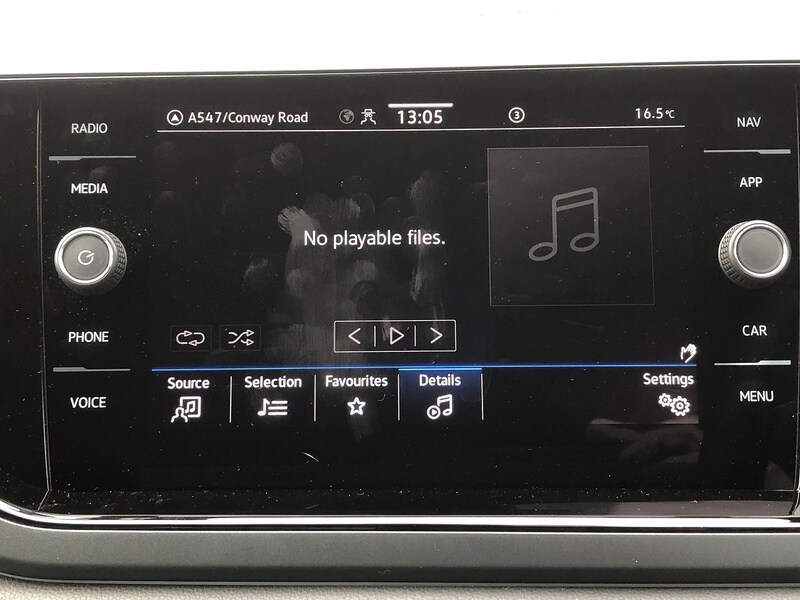 RADIO
MEDIA
PHONE
VOICE
A547/Conway Road
13:05
3
16.5°C
No playable files.
Source
Selection
Favourites
Details
Settings
NAV
APP
CAR
MENU